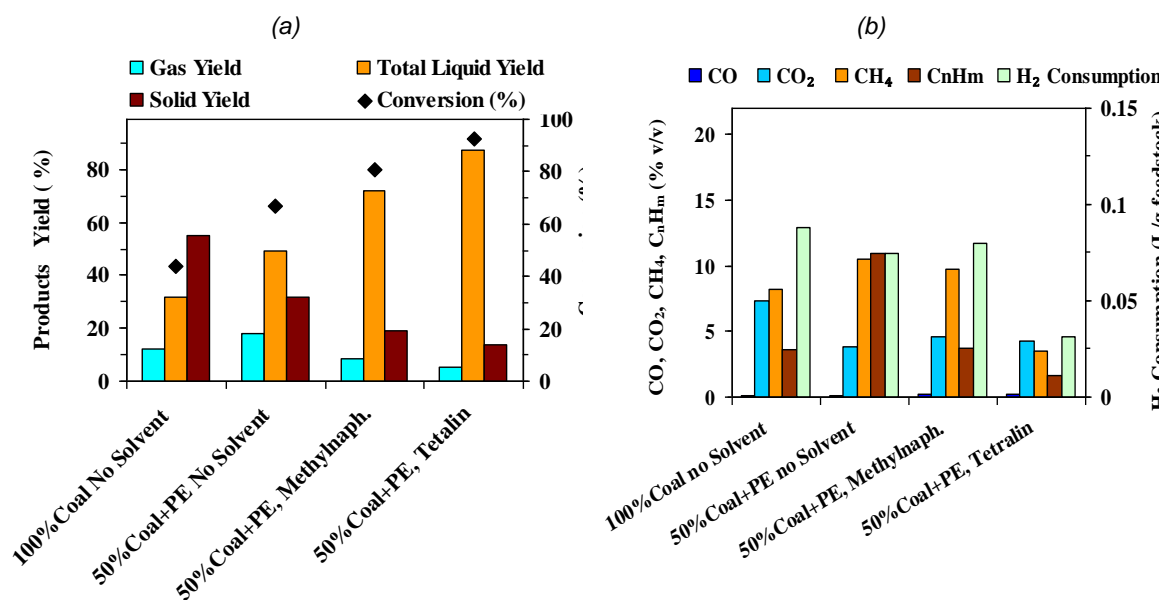 (a)
Gas Yield
Total Liquid Yield
Solid Yield
Conversion (%)
Products Yield ( %)
0
20
40
60
80
0
20
40
60
80
100
(%)
100%Coal No Solvent
50%Coal+PE No Solvent
50%Coal+PE, Methylnaph.
50%Coal+PE, Tetalin
(b)
CO
CO₂
CH₄
CnHm
H₂ Consumption
CO, CO₂, CH₄, CₙHₘ (% v/v)
0
5
10
15
20
0
0.05
0.1
0.15
H₂ Consumption (L/g feedstock)
100%Coal no Solvent
50%Coal+PE no Solvent
50%Coal+PE, Methylnaph.
50%Coal+PE, Tetralin